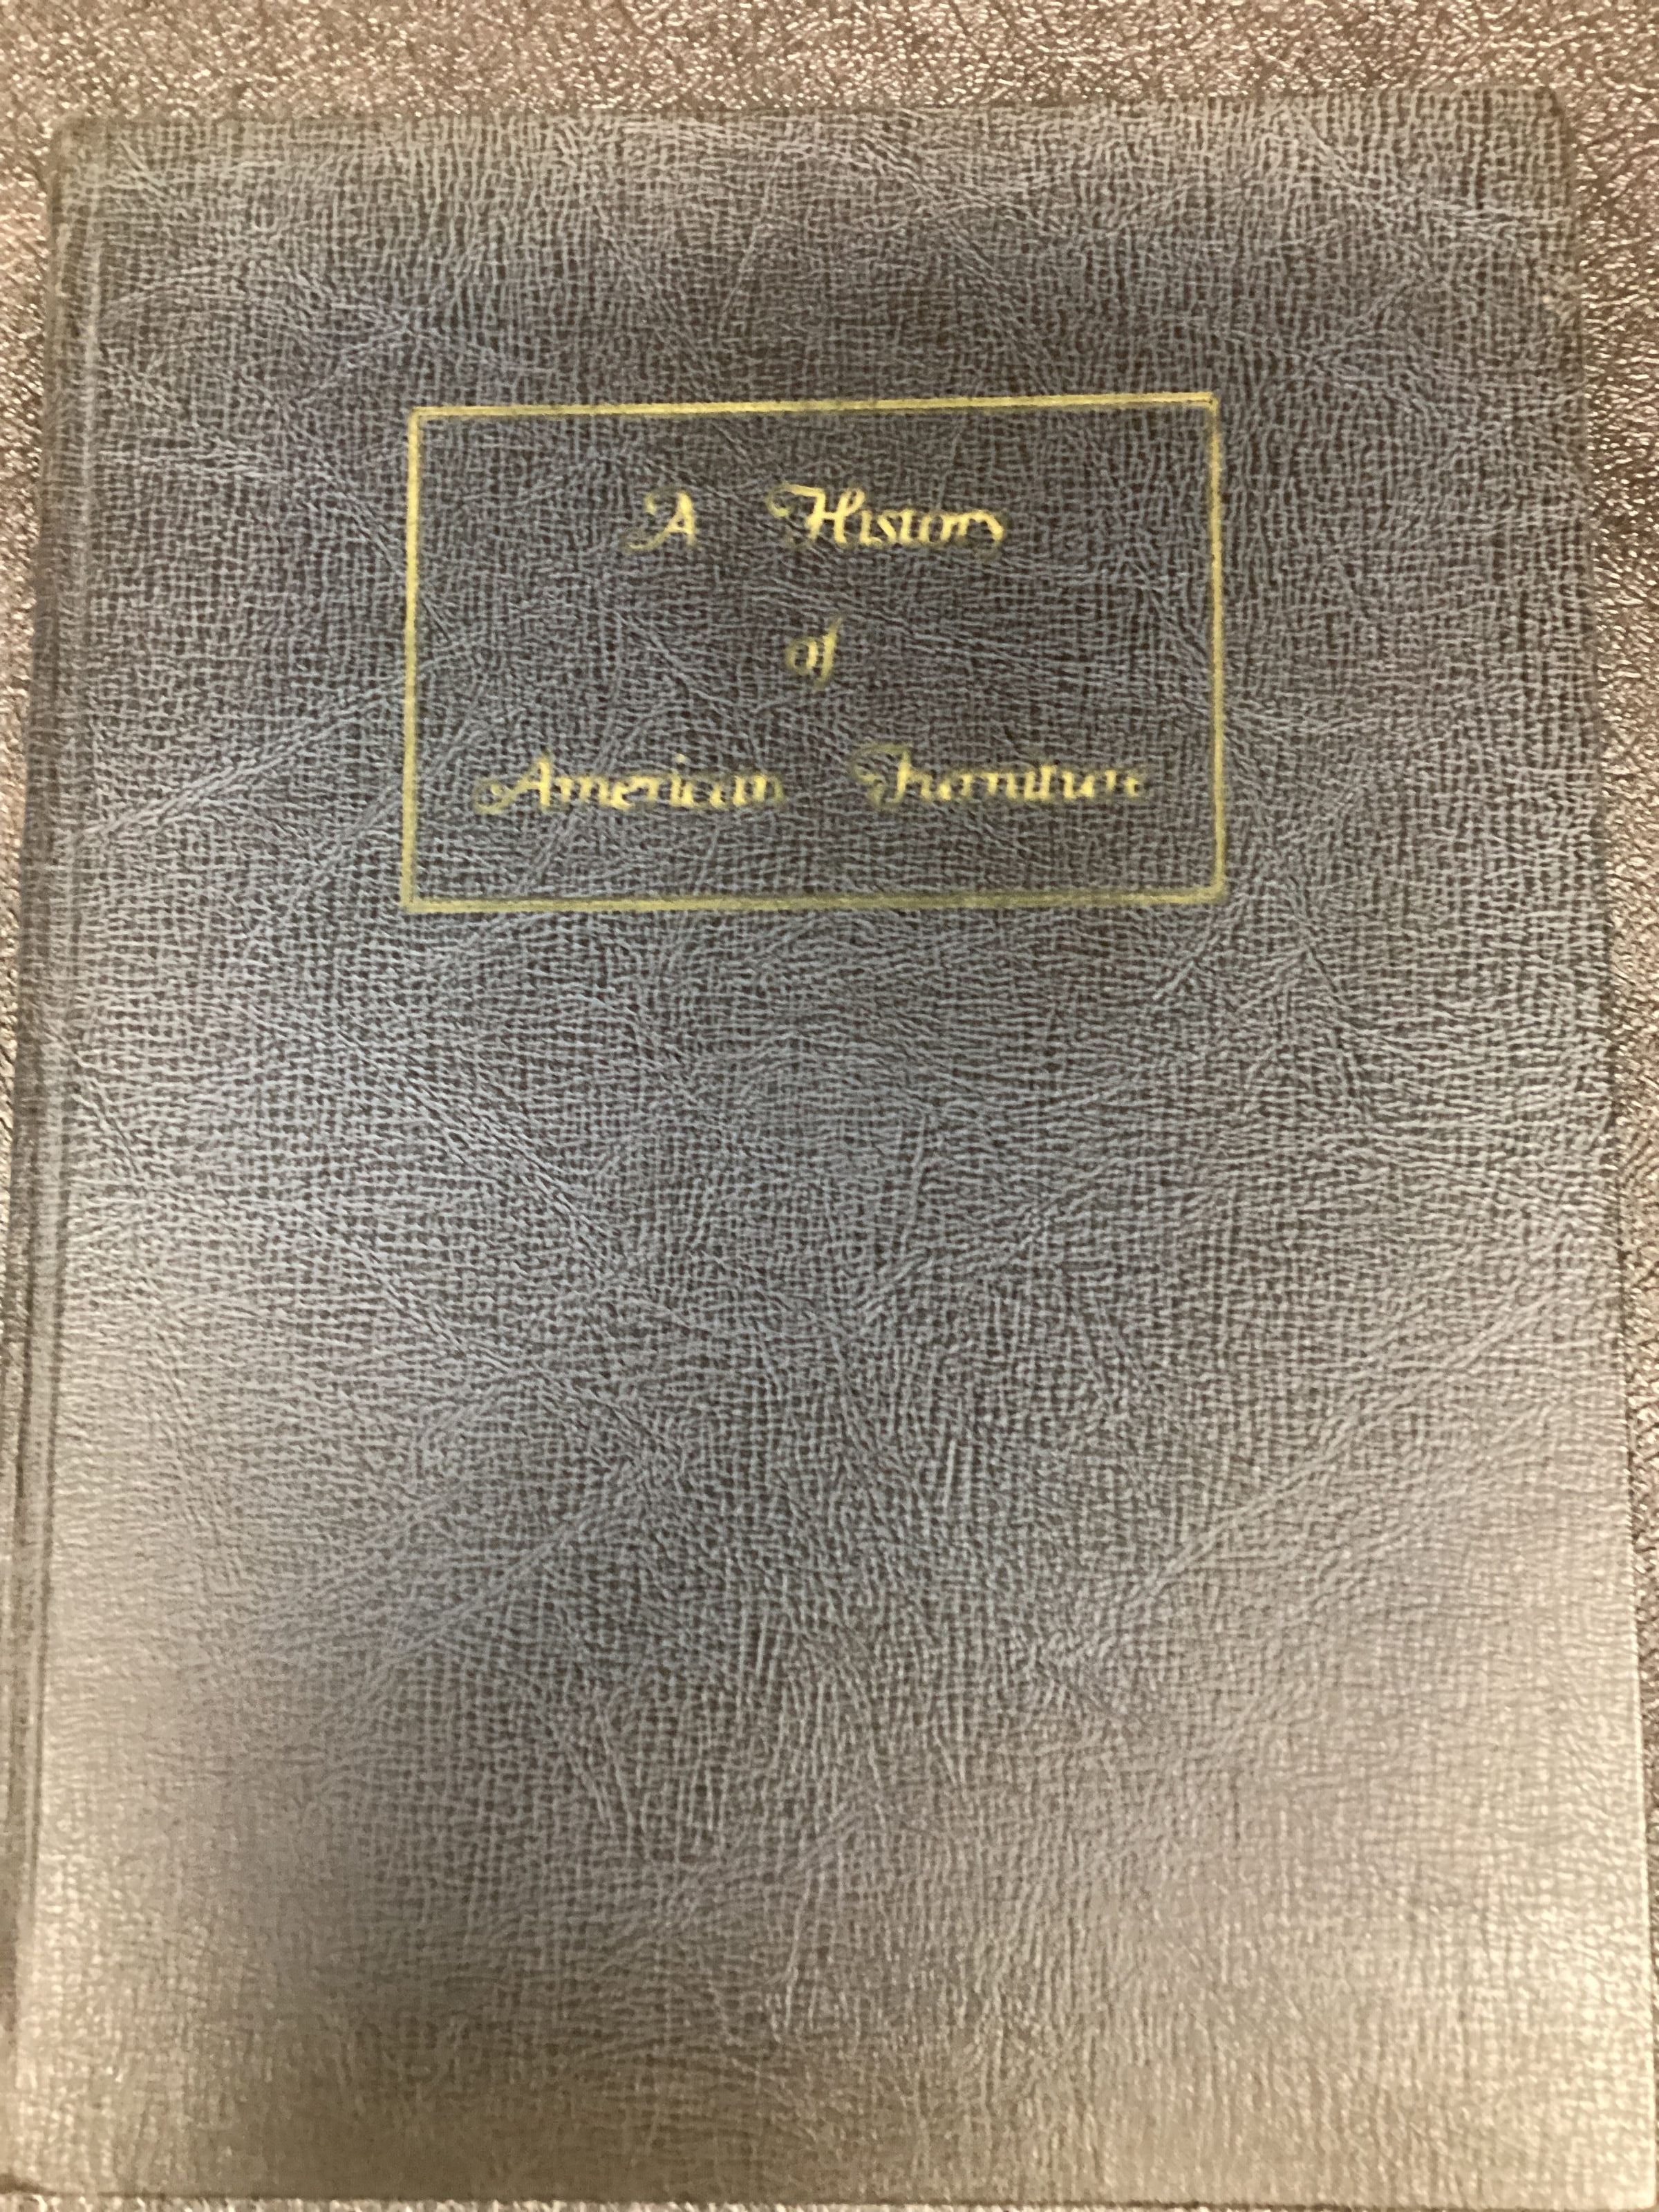 A History
of
American Furniture